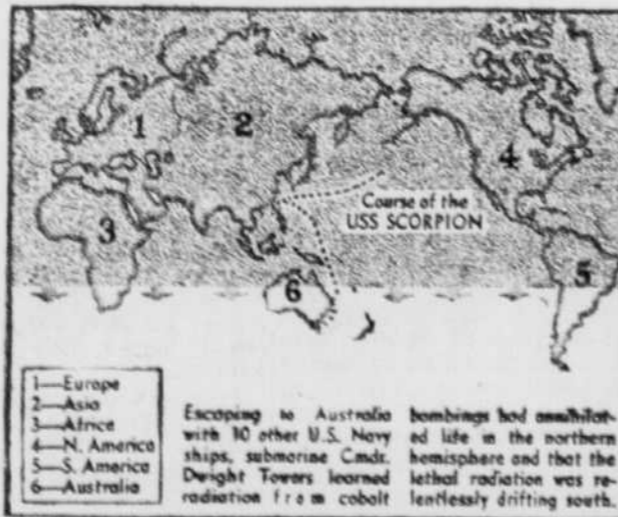 1
2
3
4
5
6
Course of the
USS SCORPION
1—Europe
2—Asia
3—Africa
4—N. America
5—S. America
6—Australia
Escaping to Australia
with 10 other U.S. Navy
ships, submarine Cmdr.
Dwight Towers learned
radiation from cobalt
bombings had annihilat-
ed life in the northern
hemisphere and that the
lethal radiation was re-
lentlessly drifting south.